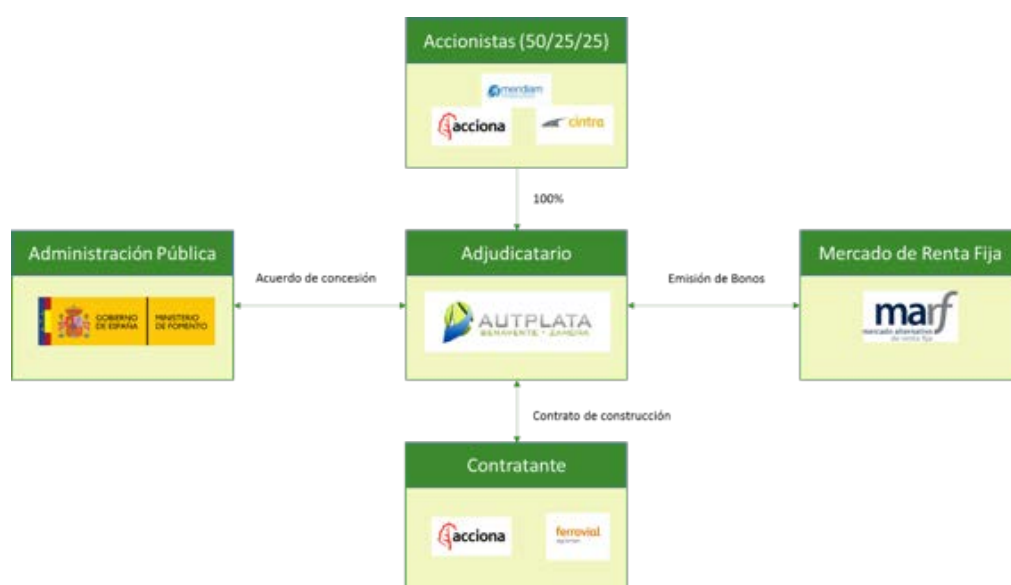 Accionistas (50/25/25)
meridiam
acciona
cintra
100%
Administración Pública
GOBIERNO
DE ESPAÑA
MINISTERIO
DE FOMENTO
Acuerdo de concesión
Adjudicatario
AUTPLATA
BENAVENTE - ZAMORA
Emisión de Bonos
Mercado de Renta Fija
marf
mercado alternativo
de renta fija
Contrato de construcción
Contratante
acciona
ferrovial
agroman